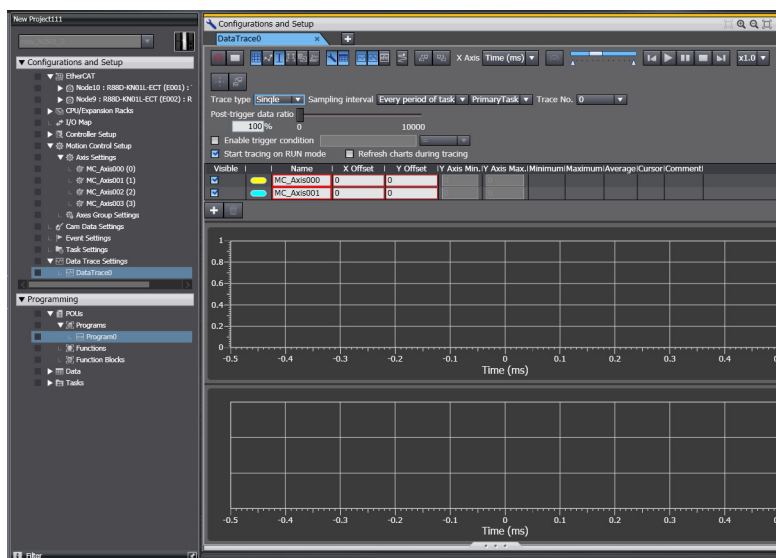 New Project111
Configurations and Setup
EtherCAT
Node10 : R88D-KN01L-ECT (E001) :
Node9 : R88D-KN01L-ECT (E002) : R
CPU/Expansion Racks
I/O Map
Controller Setup
Motion Control Setup
Axis Settings
MC_Axis000 (0)
MC_Axis001 (1)
MC_Axis002 (2)
MC_Axis003 (3)
Axes Group Settings
Cam Data Settings
Event Settings
Task Settings
Data Trace Settings
DataTrace0
Programming
POUs
Programs
Program0
Functions
Function Blocks
Data
Tasks
Filter
Configurations and Setup
DataTrace0
X Axis Time (ms) x1.0
Trace type Single Sampling interval Every period of task PrimaryTask Trace No. 0
Post-trigger data ratio
100 % 0 10000
Enable trigger condition =
Start tracing on RUN mode Refresh charts during tracing
Visible Name X Offset Y Offset Y Axis Min. Y Axis Max. Minimum Maximum Average Cursor Comment
MC_Axis000 0 0
MC_Axis001 0 0
1
0.8
0.6
0.4
0.2
0
-0.5 -0.4 -0.3 -0.2 -0.1 0 0.1 0.2 0.3 0.4 0.5
Time (ms)
-0.5 -0.4 -0.3 -0.2 -0.1 0 0.1 0.2 0.3 0.4 0.5
Time (ms)